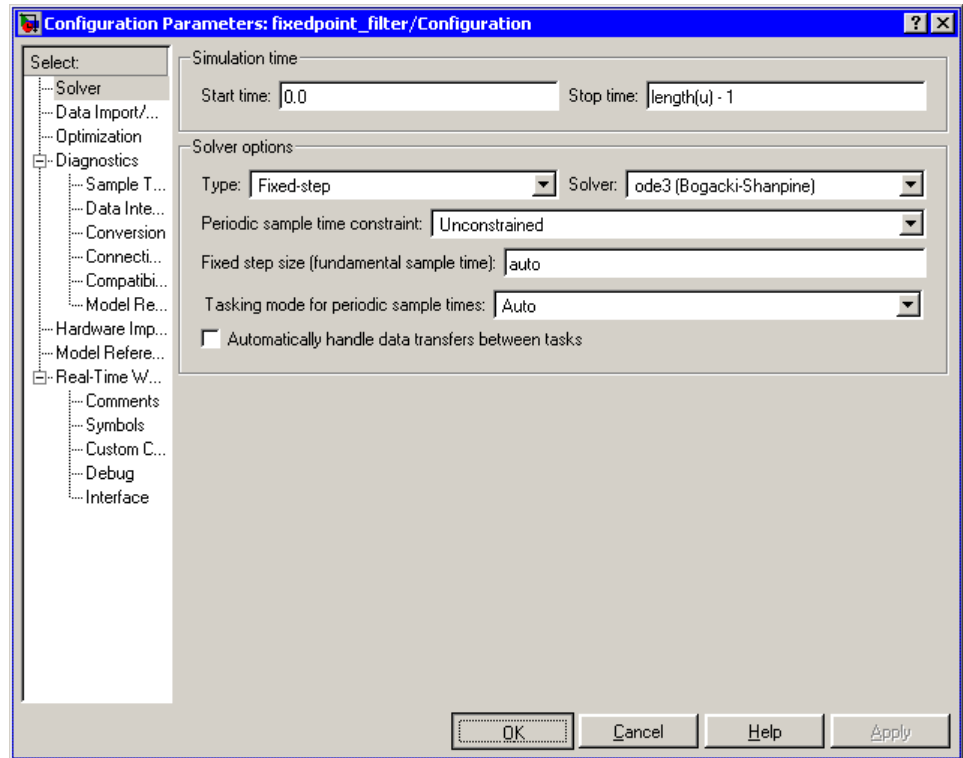 Configuration Parameters: fixedpoint_filter/Configuration
Select:
Solver
Data Import/...
Optimization
Diagnostics
Sample T...
Data Inte...
Conversion
Connecti...
Compatibi...
Model Re...
Hardware Imp...
Model Refere...
Real-Time W...
Comments
Symbols
Custom C...
Debug
Interface
Simulation time
Start time: 0.0 Stop time: length(u) - 1
Solver options
Type: Fixed-step Solver: ode3 (Bogacki-Shanpine)
Periodic sample time constraint: Unconstrained
Fixed step size (fundamental sample time): auto
Tasking mode for periodic sample times: Auto
Automatically handle data transfers between tasks
OK Cancel Help Apply